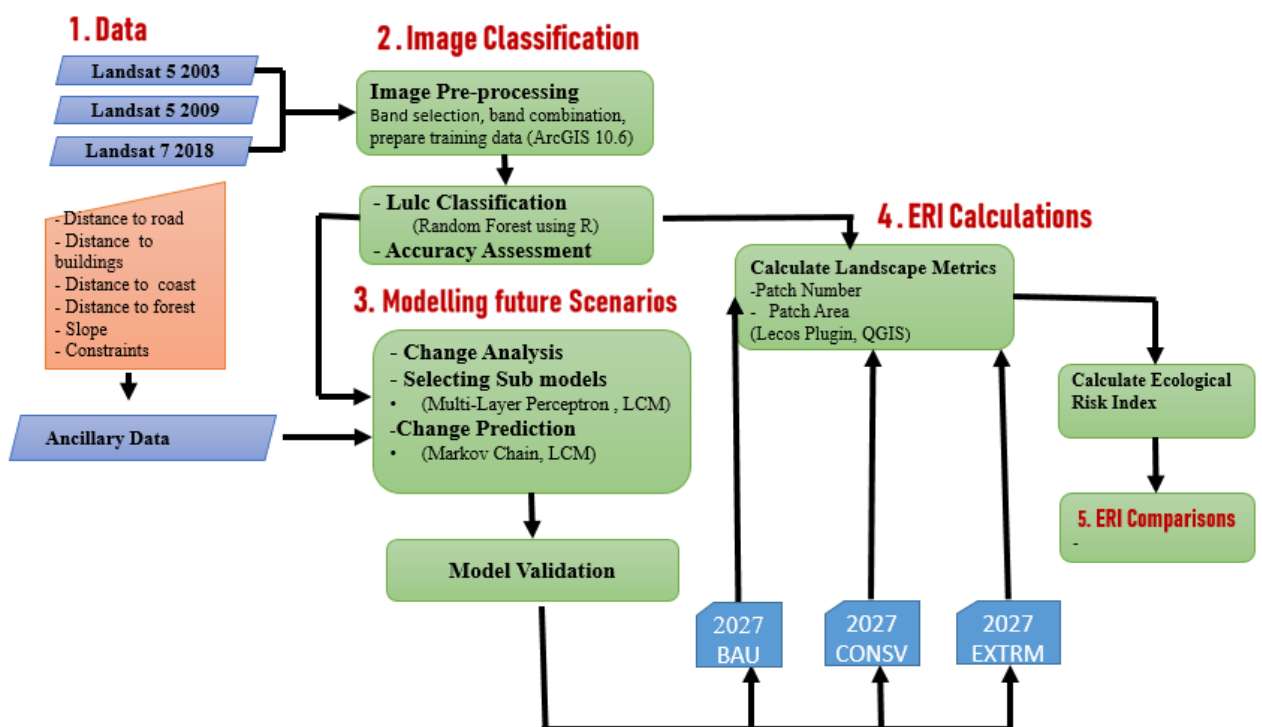 1. Data
Landsat 5 2003
Landsat 5 2009
Landsat 7 2018
- Distance to road
- Distance to
buildings
- Distance to coast
- Distance to forest
- Slope
- Constraints
Ancillary Data
2. Image Classification
Image Pre-processing
Band selection, band combination,
prepare training data (ArcGIS 10.6)
- Lulc Classification
(Random Forest using R)
- Accuracy Assessment
3. Modelling future Scenarios
- Change Analysis
- Selecting Sub models
• (Multi-Layer Perceptron , LCM)
-Change Prediction
• (Markov Chain, LCM)
Model Validation
2027
BAU
2027
CONSV
2027
EXTRM
4. ERI Calculations
Calculate Landscape Metrics
-Patch Number
- Patch Area
(Lecos Plugin, QGIS)
Calculate Ecological
Risk Index
5. ERI Comparisons
-